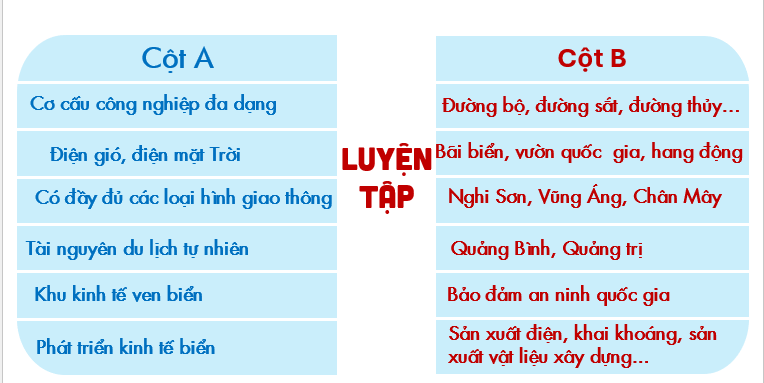 Cột A
Cơ cấu công nghiệp đa dạng
Điện gió, điện mặt Trời
Có đầy đủ các loại hình giao thông
Tài nguyên du lịch tự nhiên
Khu kinh tế ven biển
Phát triển kinh tế biển
LUYỆN
TẬP
Cột B
Đường bộ, đường sắt, đường thủy...
Bãi biển, vườn quốc gia, hang động
Nghi Sơn, Vũng Áng, Chân Mây
Quảng Bình, Quảng trị
Bảo đảm an ninh quốc gia
Sản xuất điện, khai khoáng, sản
xuất vật liệu xây dựng...